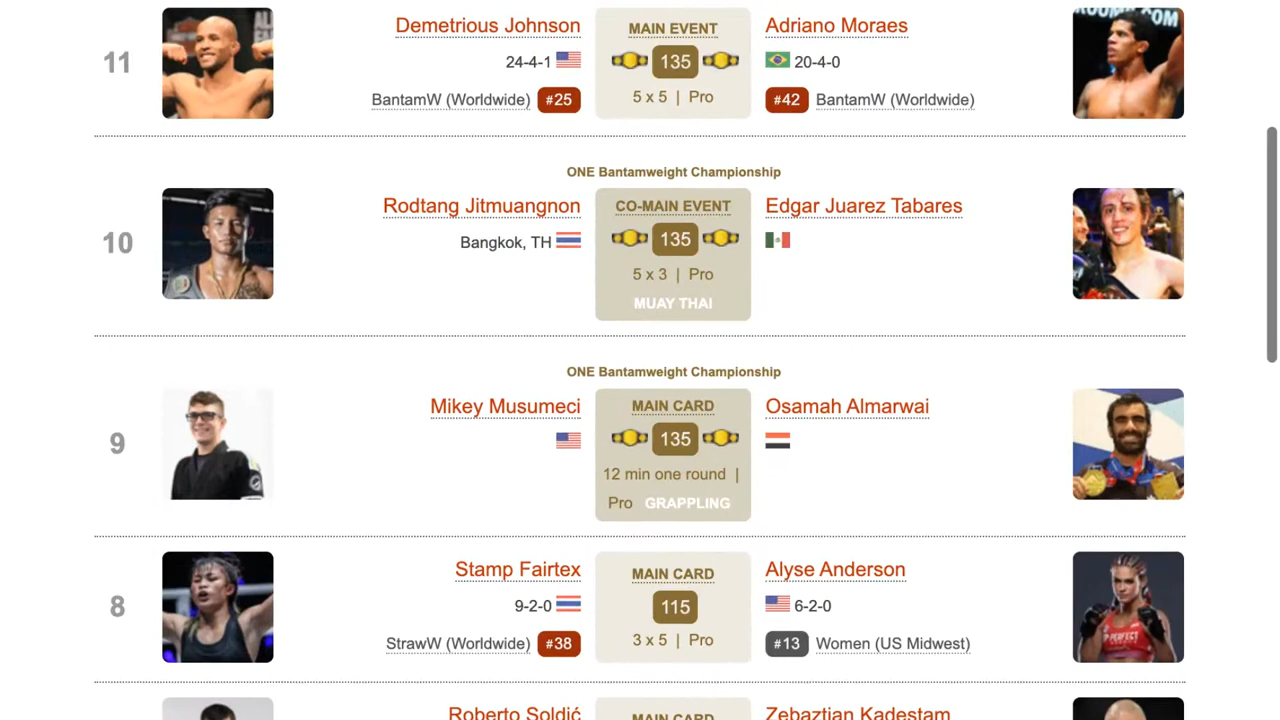 11
Demetrious Johnson
24-4-1
BantamW (Worldwide) #25
MAIN EVENT
135
5 x 5 | Pro
Adriano Moraes
20-4-0
#42 BantamW (Worldwide)
ONE Bantamweight Championship
10
Rodtang Jitmuangnon
Bangkok, TH
CO-MAIN EVENT
135
5 x 3 | Pro
MUAY THAI
Edgar Juarez Tabares
ONE Bantamweight Championship
9
Mikey Musumeci
MAIN CARD
135
12 min one round |
Pro GRAPPLING
Osamah Almarwai
8
Stamp Fairtex
9-2-0
StrawW (Worldwide) #38
MAIN CARD
115
3 x 5 | Pro
Alyse Anderson
6-2-0
#13 Women (US Midwest)
Roberto Soldić
MAIN CARD
Zebaztian Kadestam